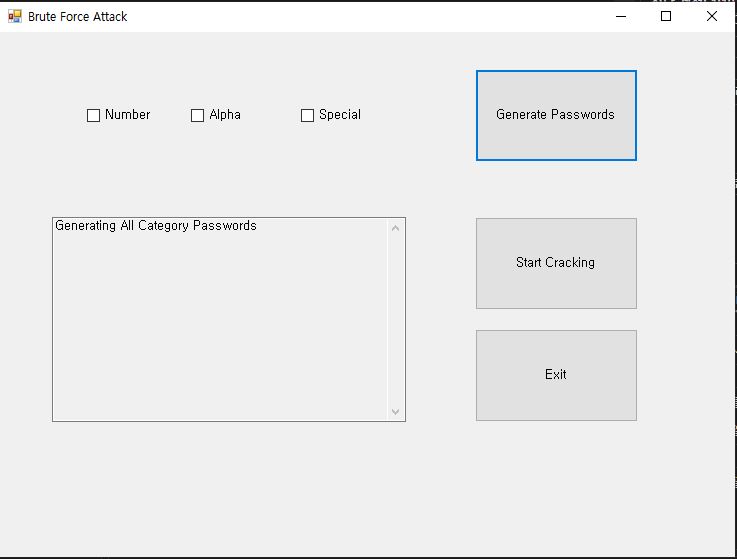 Brute Force Attack
Number Alpha Special
Generate Passwords
Generating All Category Passwords
Start Cracking
Exit